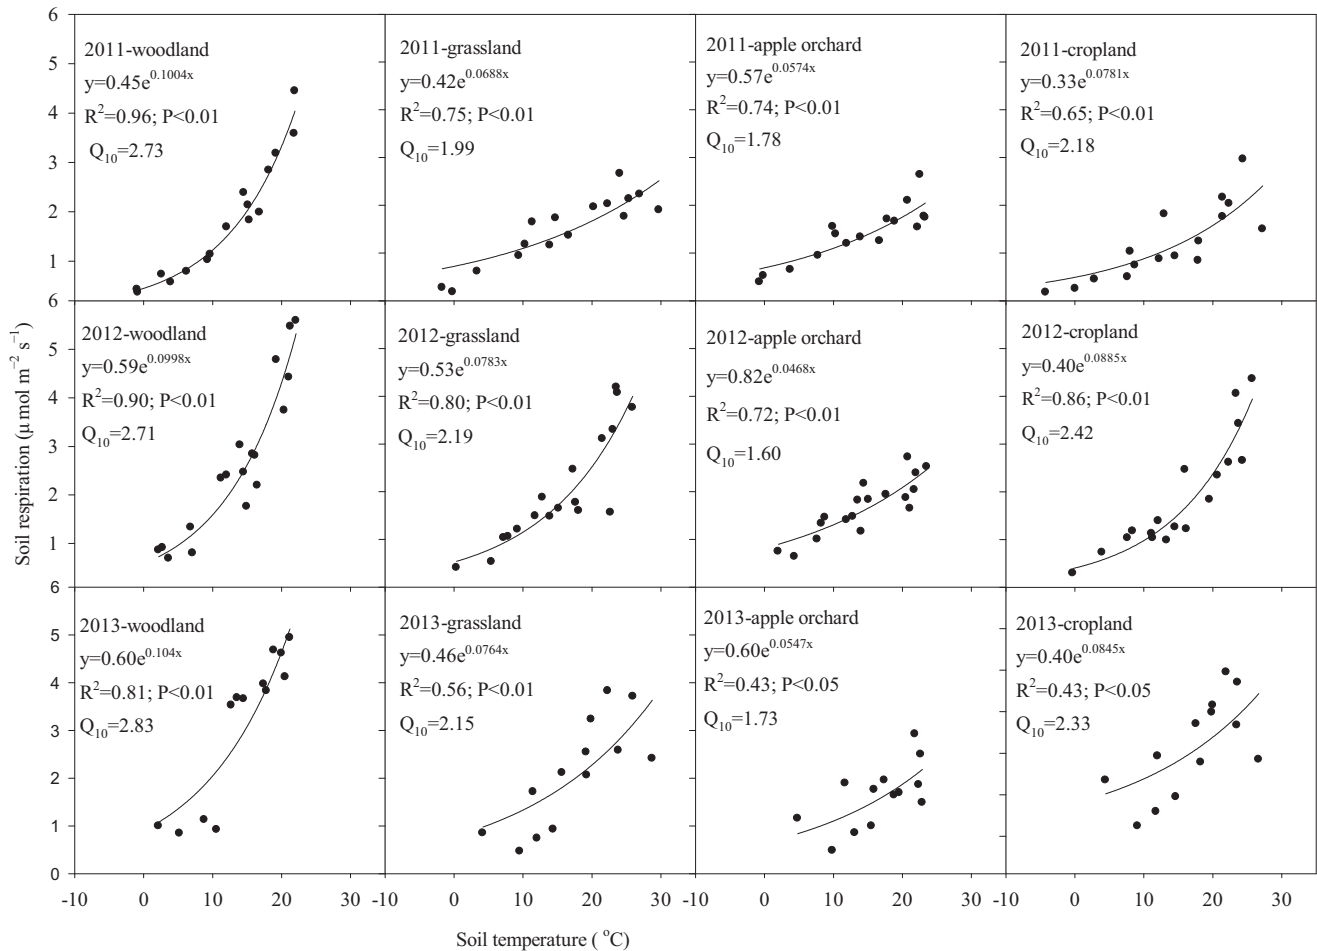 6
5
4
3
2
1
6
5
4
3
2
1
6
5
4
3
2
1
0
Soil respiration (μ mol m⁻² s⁻¹)
2011-woodland
y=0.45e^0.1004x
R²=0.96; P<0.01
Q₁₀=2.73
2011-grassland
y=0.42e^0.0688x
R²=0.75; P<0.01
Q₁₀=1.99
2011-apple orchard
y=0.57e^0.0574x
R²=0.74; P<0.01
Q₁₀=1.78
2011-cropland
y=0.33e^0.0781x
R²=0.65; P<0.01
Q₁₀=2.18
2012-woodland
y=0.59e^0.0998x
R²=0.90; P<0.01
Q₁₀=2.71
2012-grassland
y=0.53e^0.0783x
R²=0.80; P<0.01
Q₁₀=2.19
2012-apple orchard
y=0.82e^0.0468x
R²=0.72; P<0.01
Q₁₀=1.60
2012-cropland
y=0.40e^0.0885x
R²=0.86; P<0.01
Q₁₀=2.42
2013-woodland
y=0.60e^0.104x
R²=0.81; P<0.01
Q₁₀=2.83
2013-grassland
y=0.46e^0.0764x
R²=0.56; P<0.01
Q₁₀=2.15
2013-apple orchard
y=0.60e^0.0547x
R²=0.43; P<0.05
Q₁₀=1.73
2013-cropland
y=0.40e^0.0845x
R²=0.43; P<0.05
Q₁₀=2.33
-10 0 10 20 30 -10 0 10 20 30 -10 0 10 20 30 -10 0 10 20 30
Soil temperature ( °C)